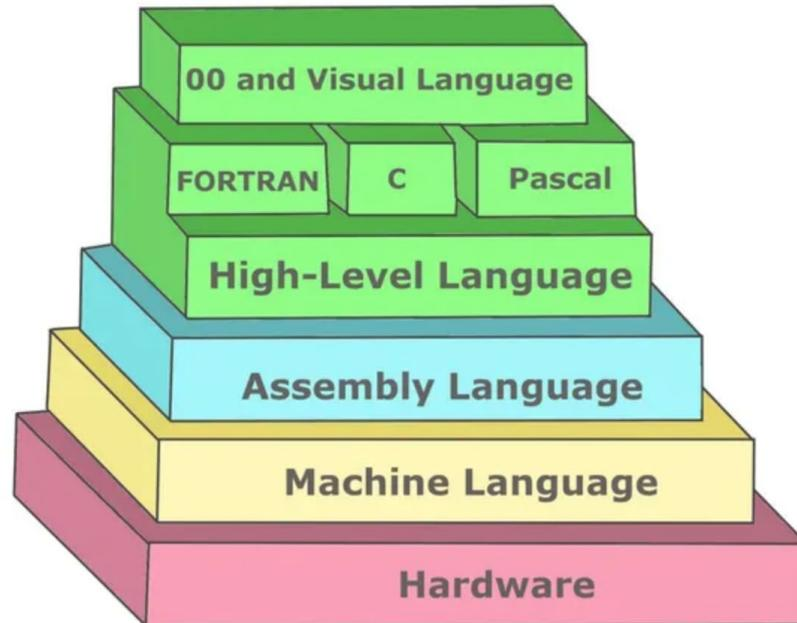 00 and Visual Language
FORTRAN
C
Pascal
High-Level Language
Assembly Language
Machine Language
Hardware